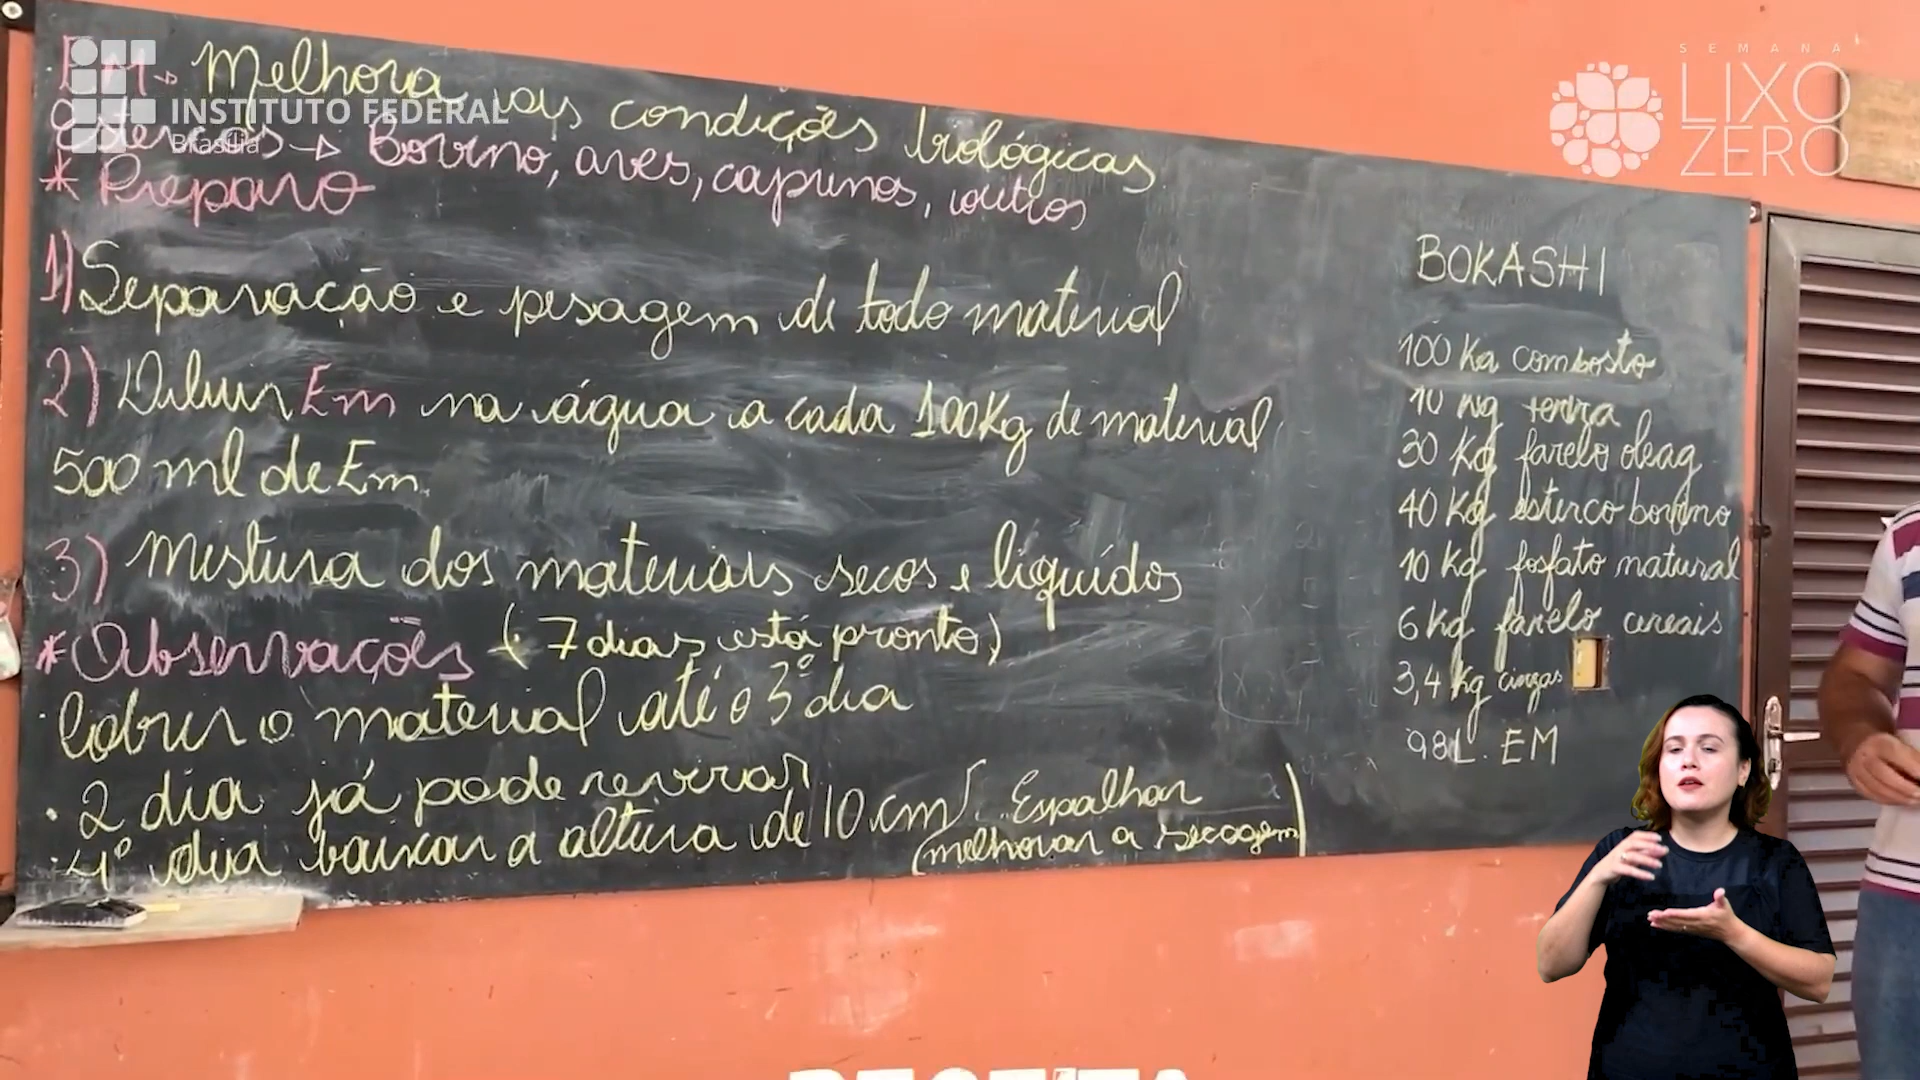 EM → Melhora as condições biológicas
Estercos → Bovino, aves, caprinos, outros
* Preparo
1) Separação e pesagem de todo material
2) Diluir Em na água a cada 100Kg de material
500 ml de Em.
3) Mistura dos materiais secos e líquidos
* Observações (7 dias está pronto)
. Cobrir o material até o 3º dia
. 2 dia já pode revirar
. 4º dia baixar a altura de 10 cm. Espalhar
(melhorar a secagem)
BOKASHI
100 Kg composto
10 Kg terra
30 Kg farelo oleag
40 Kg esterco bovino
10 Kg fosfato natural
6 Kg farelo cereais
3,4 Kg cinzas
98L. EM
INSTITUTO FEDERAL
Brasília
SEMANA
LIXO
ZERO